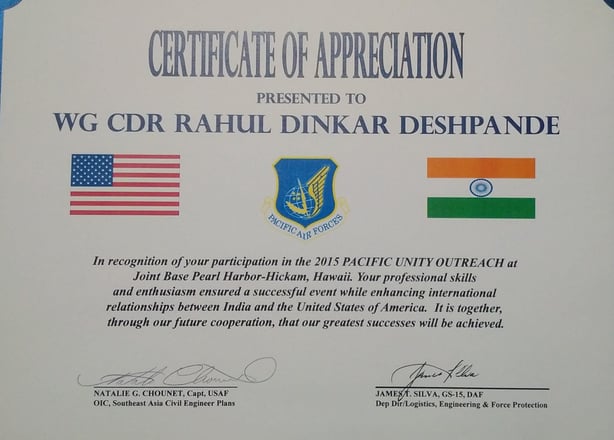 CERTIFICATE OF APPRECIATION
PRESENTED TO
WG CDR RAHUL DINKAR DESHPANDE
PACIFIC AIR FORCES
In recognition of your participation in the 2015 PACIFIC UNITY OUTREACH at
Joint Base Pearl Harbor-Hickam, Hawaii. Your professional skills
and enthusiasm ensured a successful event while enhancing international
relationships between India and the United States of America. It is together,
through our future cooperation, that our greatest successes will be achieved.
NATALIE G. CHOUNET, Capt, USAF
OIC, Southeast Asia Civil Engineer Plans
James T. Silva
JAMES T. SILVA, GS-15, DAF
Dep Dir/Logistics, Engineering & Force Protection